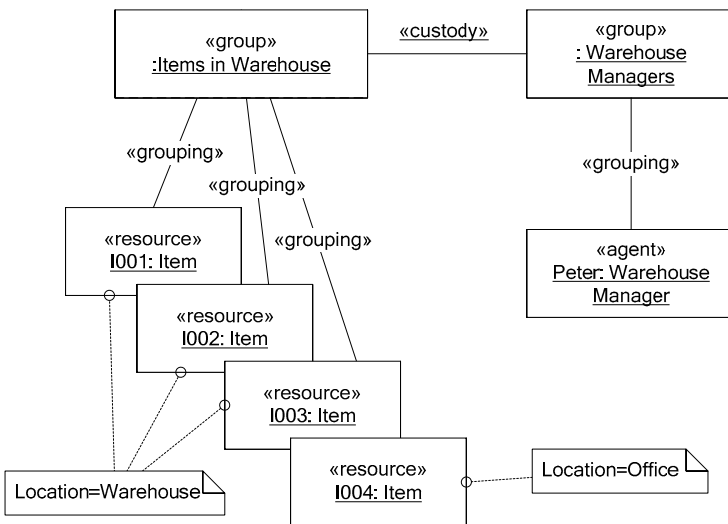 «group»
:Items in Warehouse
«custody»
«group»
: Warehouse
Managers
«grouping»
«grouping»
«grouping»
«grouping»
«resource»
I001: Item
«agent»
Peter: Warehouse
Manager
«resource»
I002: Item
«resource»
I003: Item
«resource»
I004: Item
Location=Warehouse
Location=Office